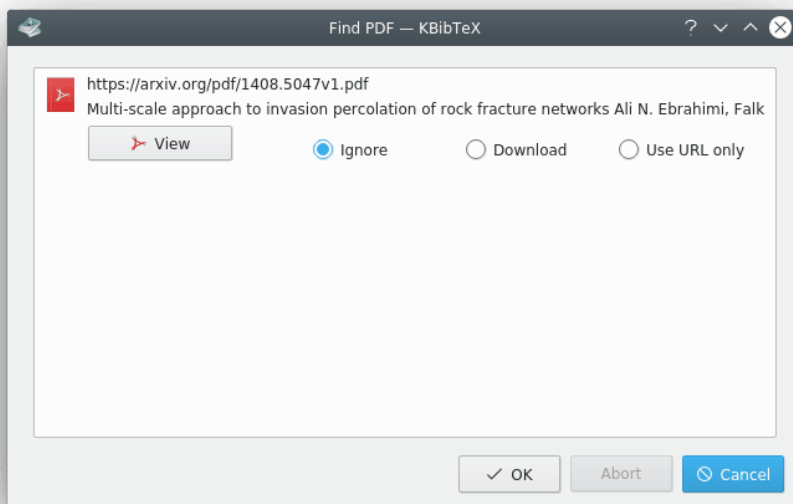 Find PDF — KBibTeX
https://arxiv.org/pdf/1408.5047v1.pdf
Multi-scale approach to invasion percolation of rock fracture networks Ali N. Ebrahimi, Falk
View Ignore Download Use URL only
OK Abort Cancel